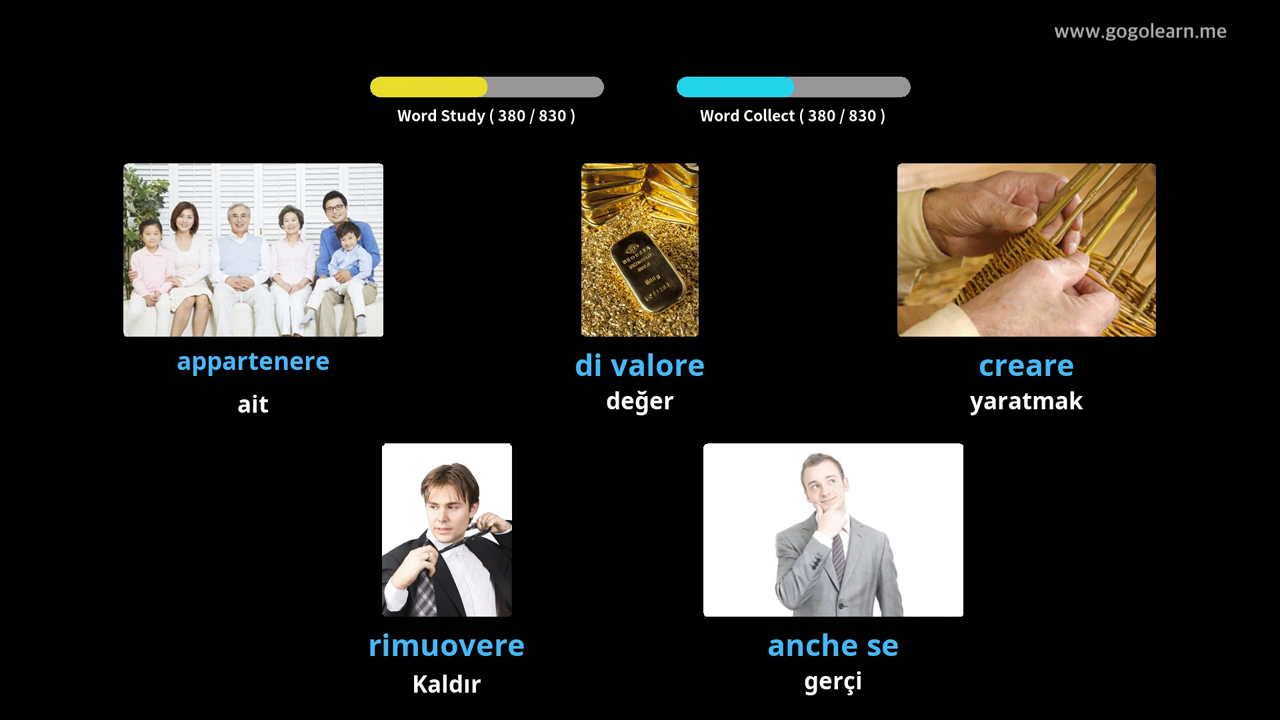 www.gogolearn.me
Word Study ( 380 / 830 )
Word Collect ( 380 / 830 )
appartenere
ait
di valore
değer
creare
yaratmak
rimuovere
Kaldır
anche se
gerçi